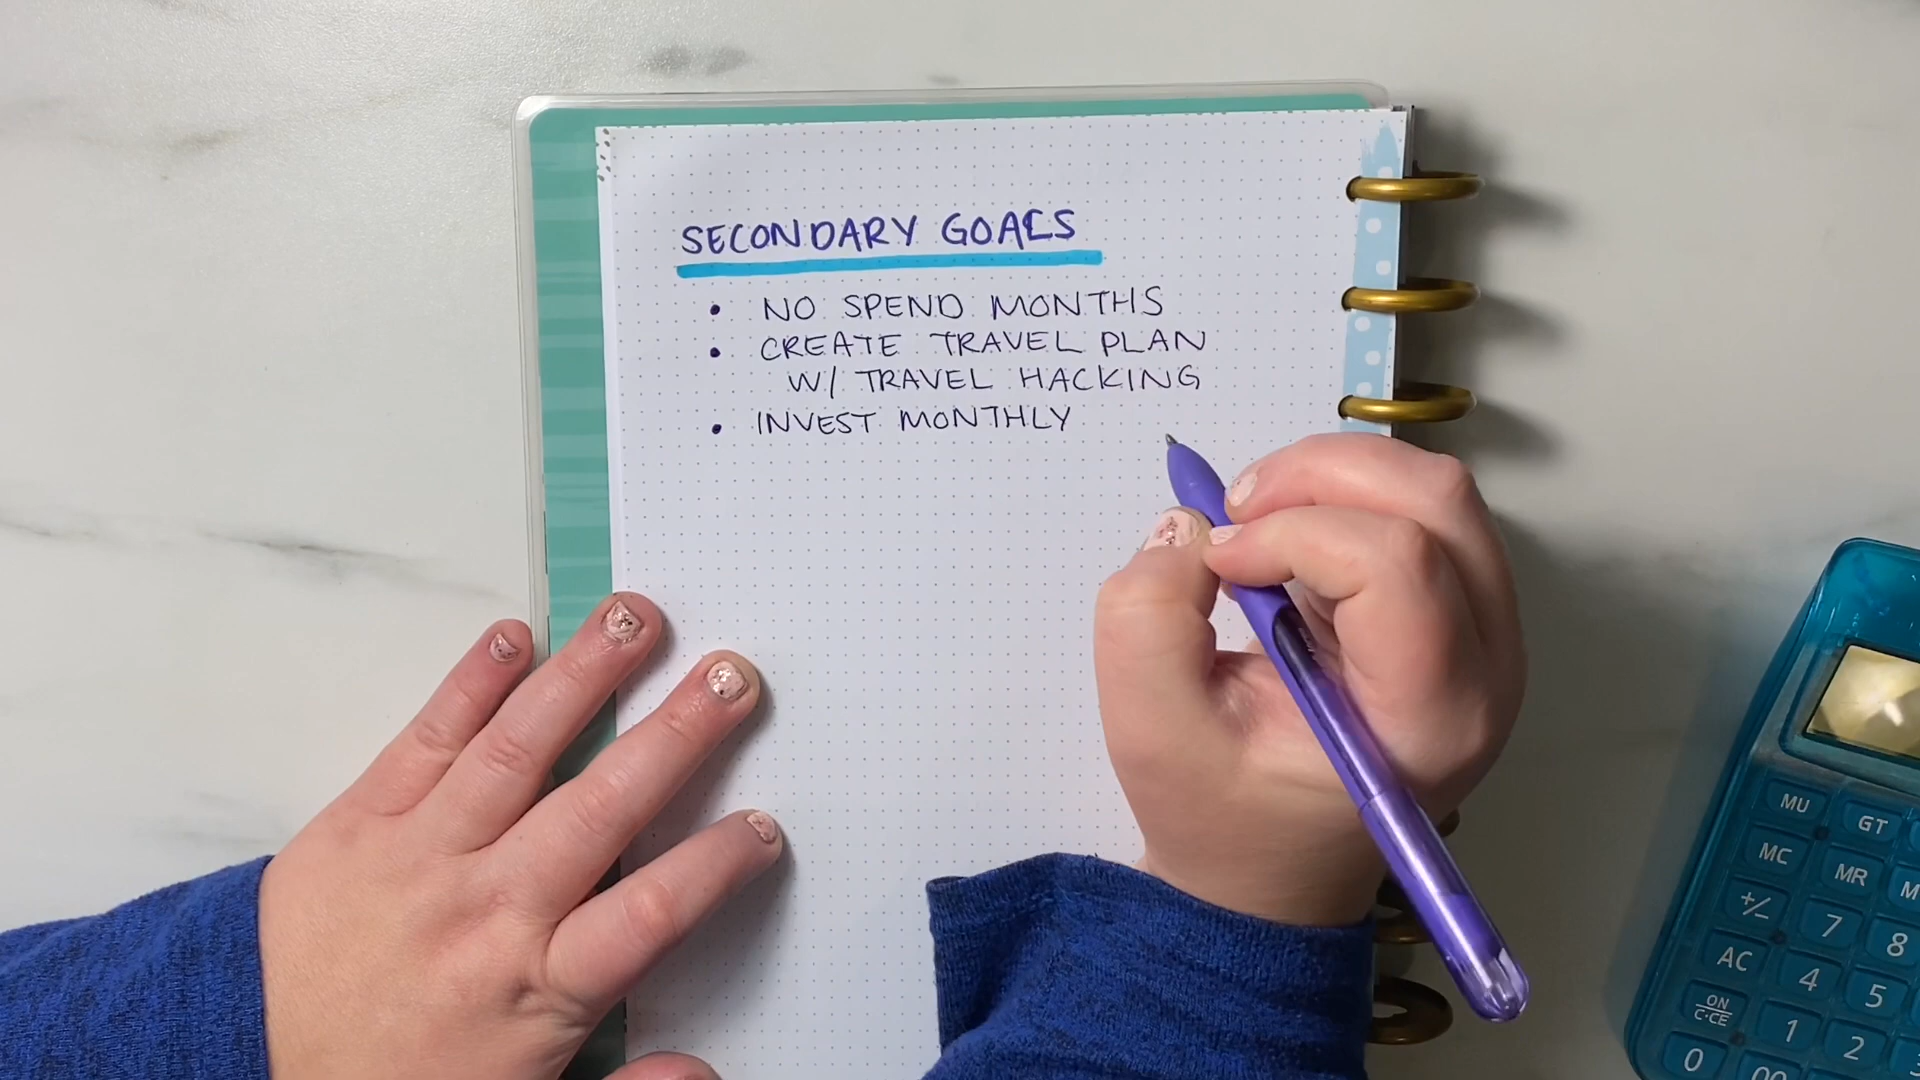 SECONDARY GOALS
• NO SPEND MONTHS
• CREATE TRAVEL PLAN
W/ TRAVEL HACKING
• INVEST MONTHLY
MU GT
MC MR
+/- 7 8
AC 4 5
ON
C·CE 1 2
0 00